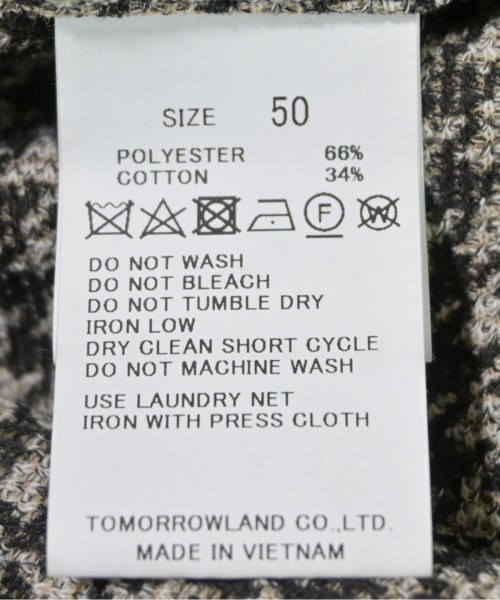 SIZE 50
POLYESTER 66%
COTTON 34%
F W
DO NOT WASH
DO NOT BLEACH
DO NOT TUMBLE DRY
IRON LOW
DRY CLEAN SHORT CYCLE
DO NOT MACHINE WASH
USE LAUNDRY NET
IRON WITH PRESS CLOTH
TOMORROWLAND CO.,LTD.
MADE IN VIETNAM